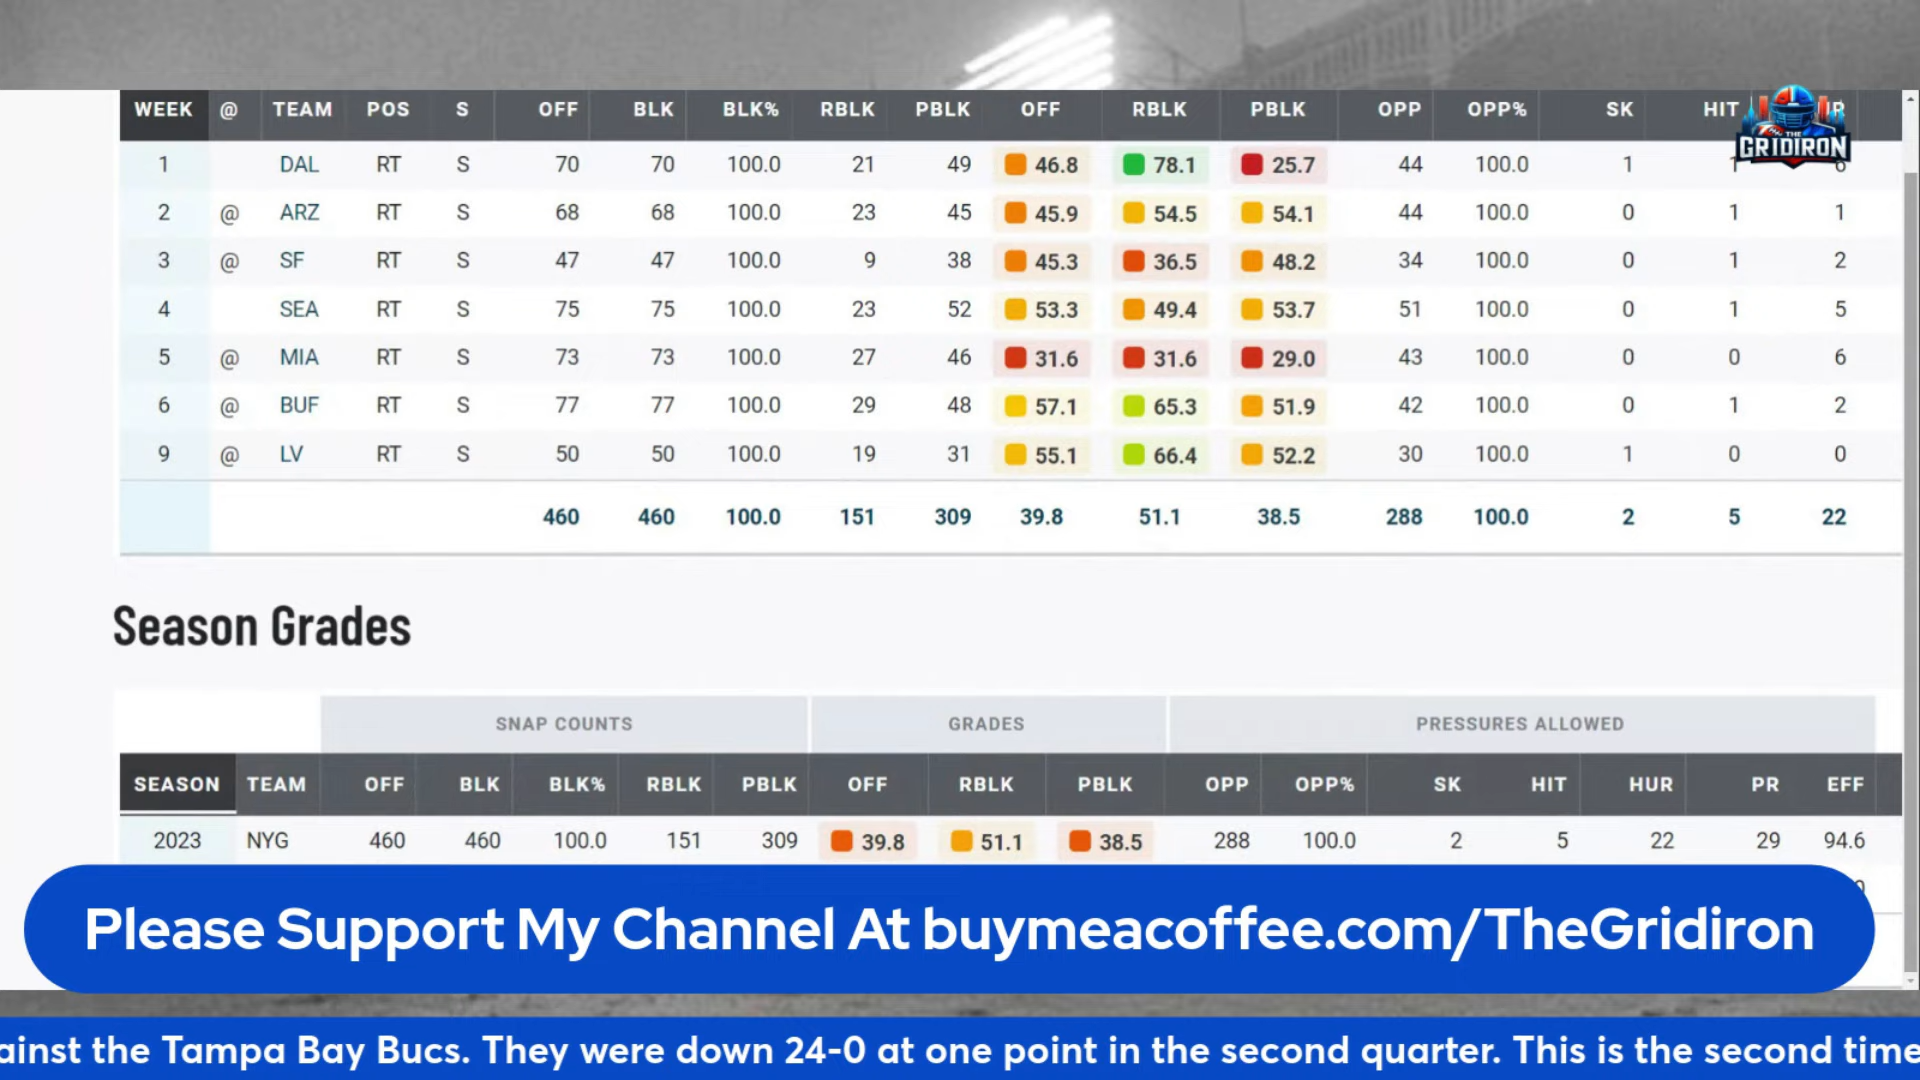 WEEK @ TEAM POS S OFF BLK BLK% RBLK PBLK OFF RBLK PBLK OPP OPP% SK HIT
THE
GRIDIRON
1 DAL RT S 70 70 100.0 21 49 46.8 78.1 25.7 44 100.0 1 1 6
2 @ ARZ RT S 68 68 100.0 23 45 45.9 54.5 54.1 44 100.0 0 1 1
3 @ SF RT S 47 47 100.0 9 38 45.3 36.5 48.2 34 100.0 0 1 2
4 SEA RT S 75 75 100.0 23 52 53.3 49.4 53.7 51 100.0 0 1 5
5 @ MIA RT S 73 73 100.0 27 46 31.6 31.6 29.0 43 100.0 0 0 6
6 @ BUF RT S 77 77 100.0 29 48 57.1 65.3 51.9 42 100.0 0 1 2
9 @ LV RT S 50 50 100.0 19 31 55.1 66.4 52.2 30 100.0 1 0 0
460 460 100.0 151 309 39.8 51.1 38.5 288 100.0 2 5 22
Season Grades
SNAP COUNTS GRADES PRESSURES ALLOWED
SEASON TEAM OFF BLK BLK% RBLK PBLK OFF RBLK PBLK OPP OPP% SK HIT HUR PR EFF
2023 NYG 460 460 100.0 151 309 39.8 51.1 38.5 288 100.0 2 5 22 29 94.6
Please Support My Channel At buymeacoffee.com/TheGridiron
ainst the Tampa Bay Bucs. They were down 24-0 at one point in the second quarter. This is the second time